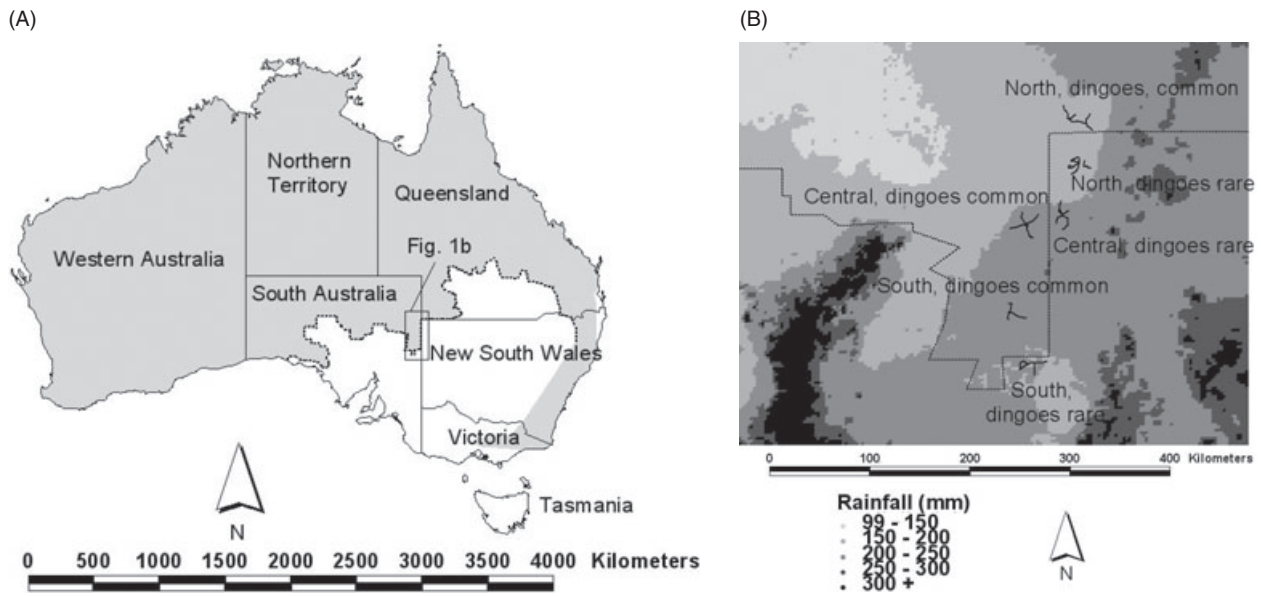 (A)
Northern
Territory
Queensland
Western Australia
Fig. 1b
South Australia
New South Wales
Victoria
Tasmania
N
0 500 1000 1500 2000 2500 3000 3500 4000 Kilometers
(B)
North, dingoes, common
North, dingoes rare
Central, dingoes common
Central, dingoes rare
South, dingoes common
South,
dingoes rare
0 100 200 300 400 Kilometers
Rainfall (mm)
99 - 150
150 - 200
200 - 250
250 - 300
300 +
N